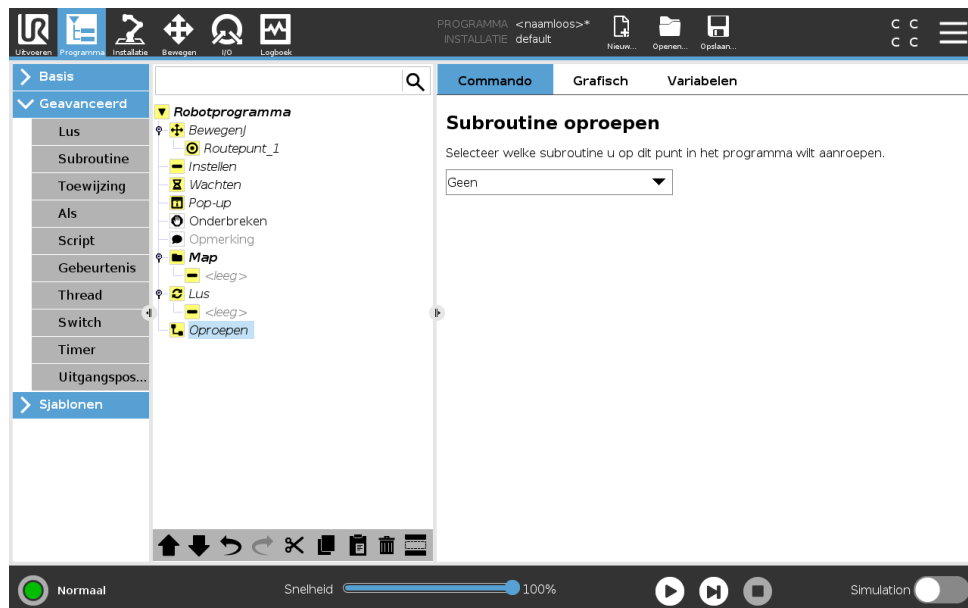 Uitvoeren
Programma
Installatie
Bewegen
I/O
Logboek
PROGRAMMA <naamloos>*
INSTALLATIE default
Nieuw...
Openen...
Opslaan...
C C
C C
Basis
Geavanceerd
Lus
Subroutine
Toewijzing
Als
Script
Gebeurtenis
Thread
Switch
Timer
Uitgangspos...
Sjablonen
Robotprogramma
BewegenJ
Routepunt_1
Instellen
Wachten
Pop-up
Onderbreken
Opmerking
Map
<leeg>
Lus
<leeg>
Oproepen
Commando
Grafisch
Variabelen
Subroutine oproepen
Selecteer welke subroutine u op dit punt in het programma wilt aanroepen.
Geen
Normaal
Snelheid
100%
Simulation